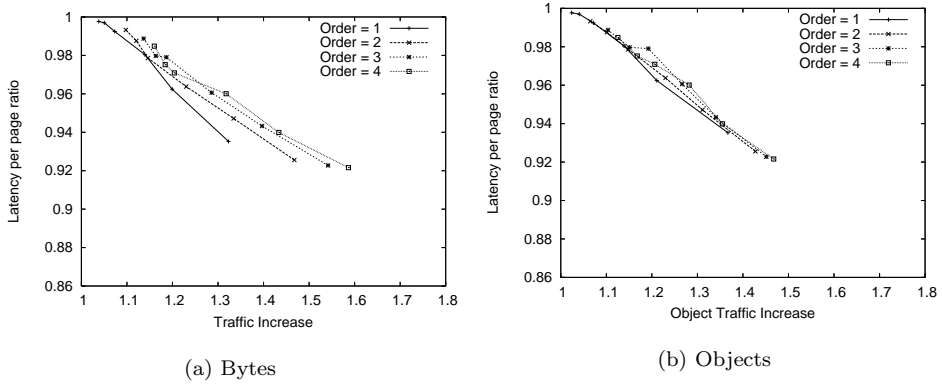 1
0.98
0.96
0.94
0.92
0.9
0.88
0.86
1 1.1 1.2 1.3 1.4 1.5 1.6 1.7 1.8
Latency per page ratio
Traffic Increase
Order = 1
Order = 2
Order = 3
Order = 4
(a) Bytes
1
0.98
0.96
0.94
0.92
0.9
0.88
0.86
1 1.1 1.2 1.3 1.4 1.5 1.6 1.7 1.8
Latency per page ratio
Object Traffic Increase
Order = 1
Order = 2
Order = 3
Order = 4
(b) Objects